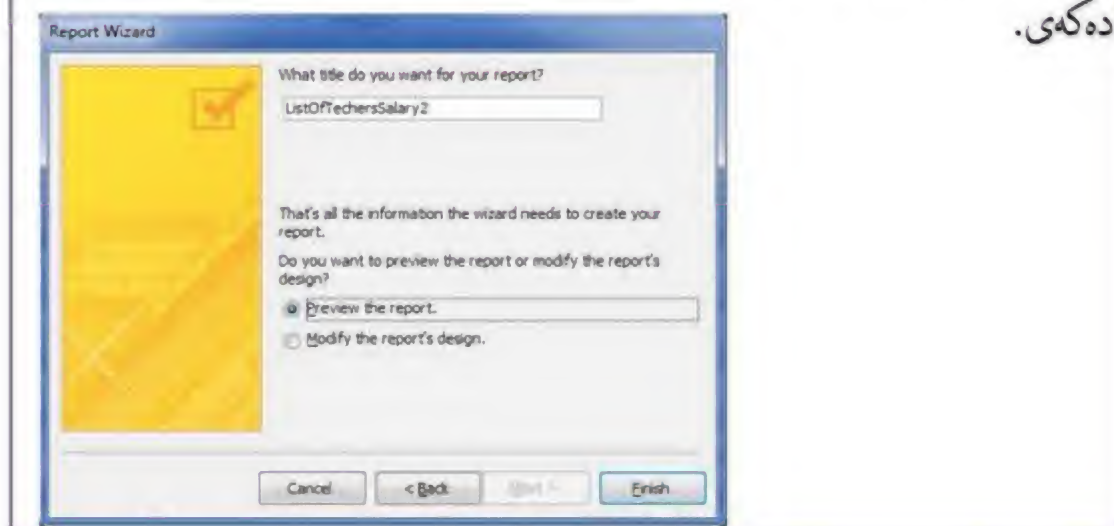 دەکەی.
Report Wizard
What title do you want for your report?
ListOfTechersSalary2
That's all the information the wizard needs to create your
report.
Do you want to preview the report or modify the report's
design?
Preview the report.
Modify the report's design.
Cancel
< Back
Next >
Finish